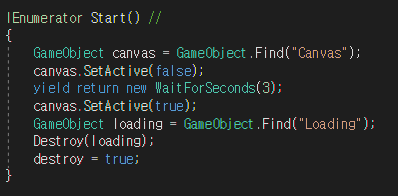 IEnumerator Start() //
{
GameObject canvas = GameObject.Find("Canvas");
canvas.SetActive(false);
yield return new WaitForSeconds(3);
canvas.SetActive(true);
GameObject loading = GameObject.Find("Loading");
Destroy(loading);
destroy = true;
}